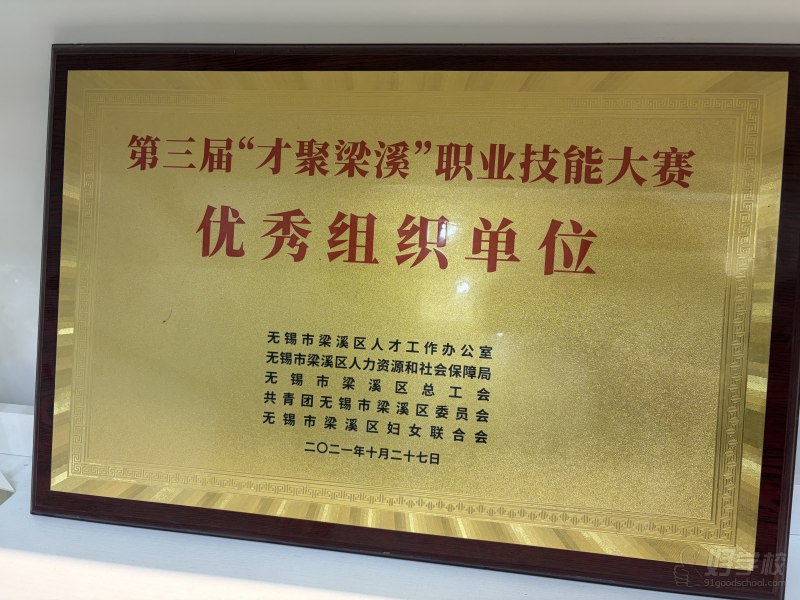 第三届“才聚梁溪”职业技能大赛
优秀组织单位
无锡市梁溪区人才工作办公室
无锡市梁溪区人力资源和社会保障局
无锡市梁溪区总工会
共青团无锡市梁溪区委员会
无锡市梁溪区妇女联合会
二〇二一年十月二十七日
好学校
91goodschool.com